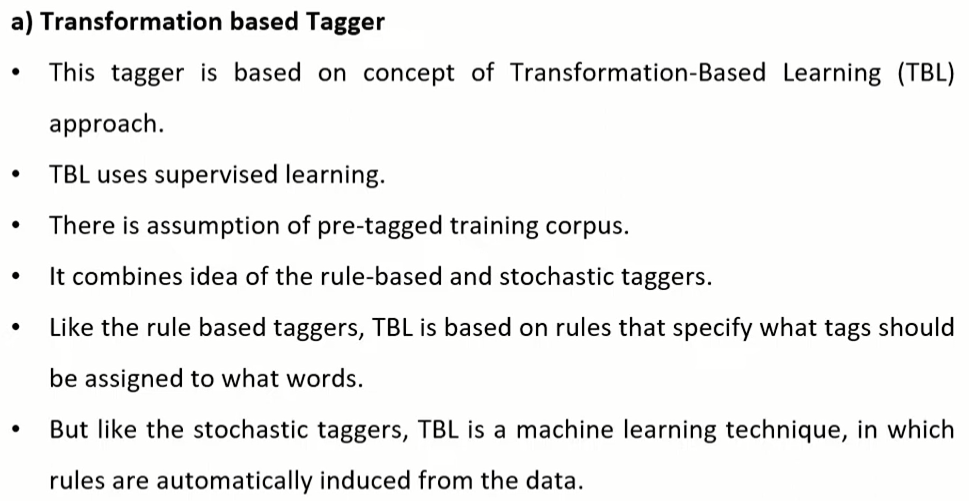 a) Transformation based Tagger
• This tagger is based on concept of Transformation-Based Learning (TBL)
approach.
• TBL uses supervised learning.
• There is assumption of pre-tagged training corpus.
• It combines idea of the rule-based and stochastic taggers.
• Like the rule based taggers, TBL is based on rules that specify what tags should
be assigned to what words.
• But like the stochastic taggers, TBL is a machine learning technique, in which
rules are automatically induced from the data.